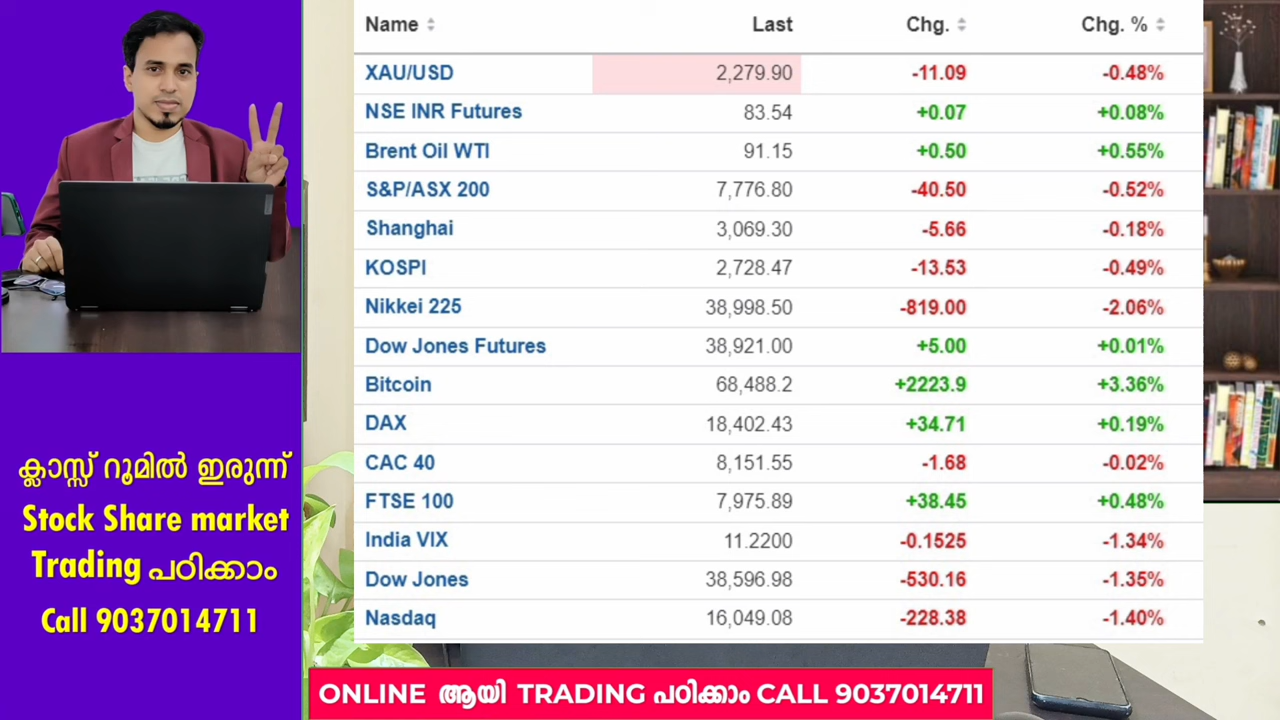 Name Last Chg. Chg. %
XAU/USD 2,279.90 -11.09 -0.48%
NSE INR Futures 83.54 +0.07 +0.08%
Brent Oil WTI 91.15 +0.50 +0.55%
S&P/ASX 200 7,776.80 -40.50 -0.52%
Shanghai 3,069.30 -5.66 -0.18%
KOSPI 2,728.47 -13.53 -0.49%
Nikkei 225 38,998.50 -819.00 -2.06%
Dow Jones Futures 38,921.00 +5.00 +0.01%
Bitcoin 68,488.2 +2223.9 +3.36%
DAX 18,402.43 +34.71 +0.19%
CAC 40 8,151.55 -1.68 -0.02%
FTSE 100 7,975.89 +38.45 +0.48%
India VIX 11.2200 -0.1525 -1.34%
Dow Jones 38,596.98 -530.16 -1.35%
Nasdaq 16,049.08 -228.38 -1.40%
ക്ലാസ്സ് റൂമിൽ ഇരുന്ന്
Stock Share market
Trading പഠിക്കാം
Call 9037014711
ONLINE ആയി TRADING പഠിക്കാം CALL 9037014711